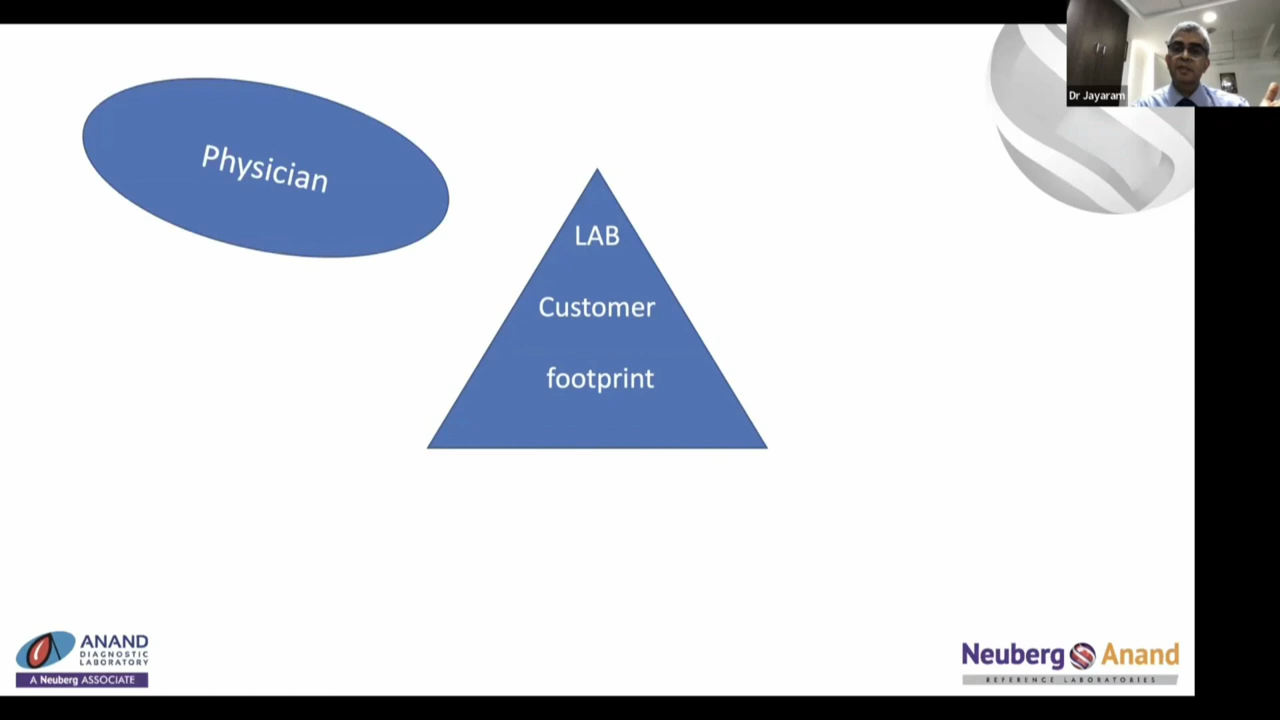 Dr Jayaram
Physician
LAB
Customer
footprint
ANAND
DIAGNOSTIC
LABORATORY
A Neuberg ASSOCIATE
Neuberg Anand
REFERENCE LABORATORIES